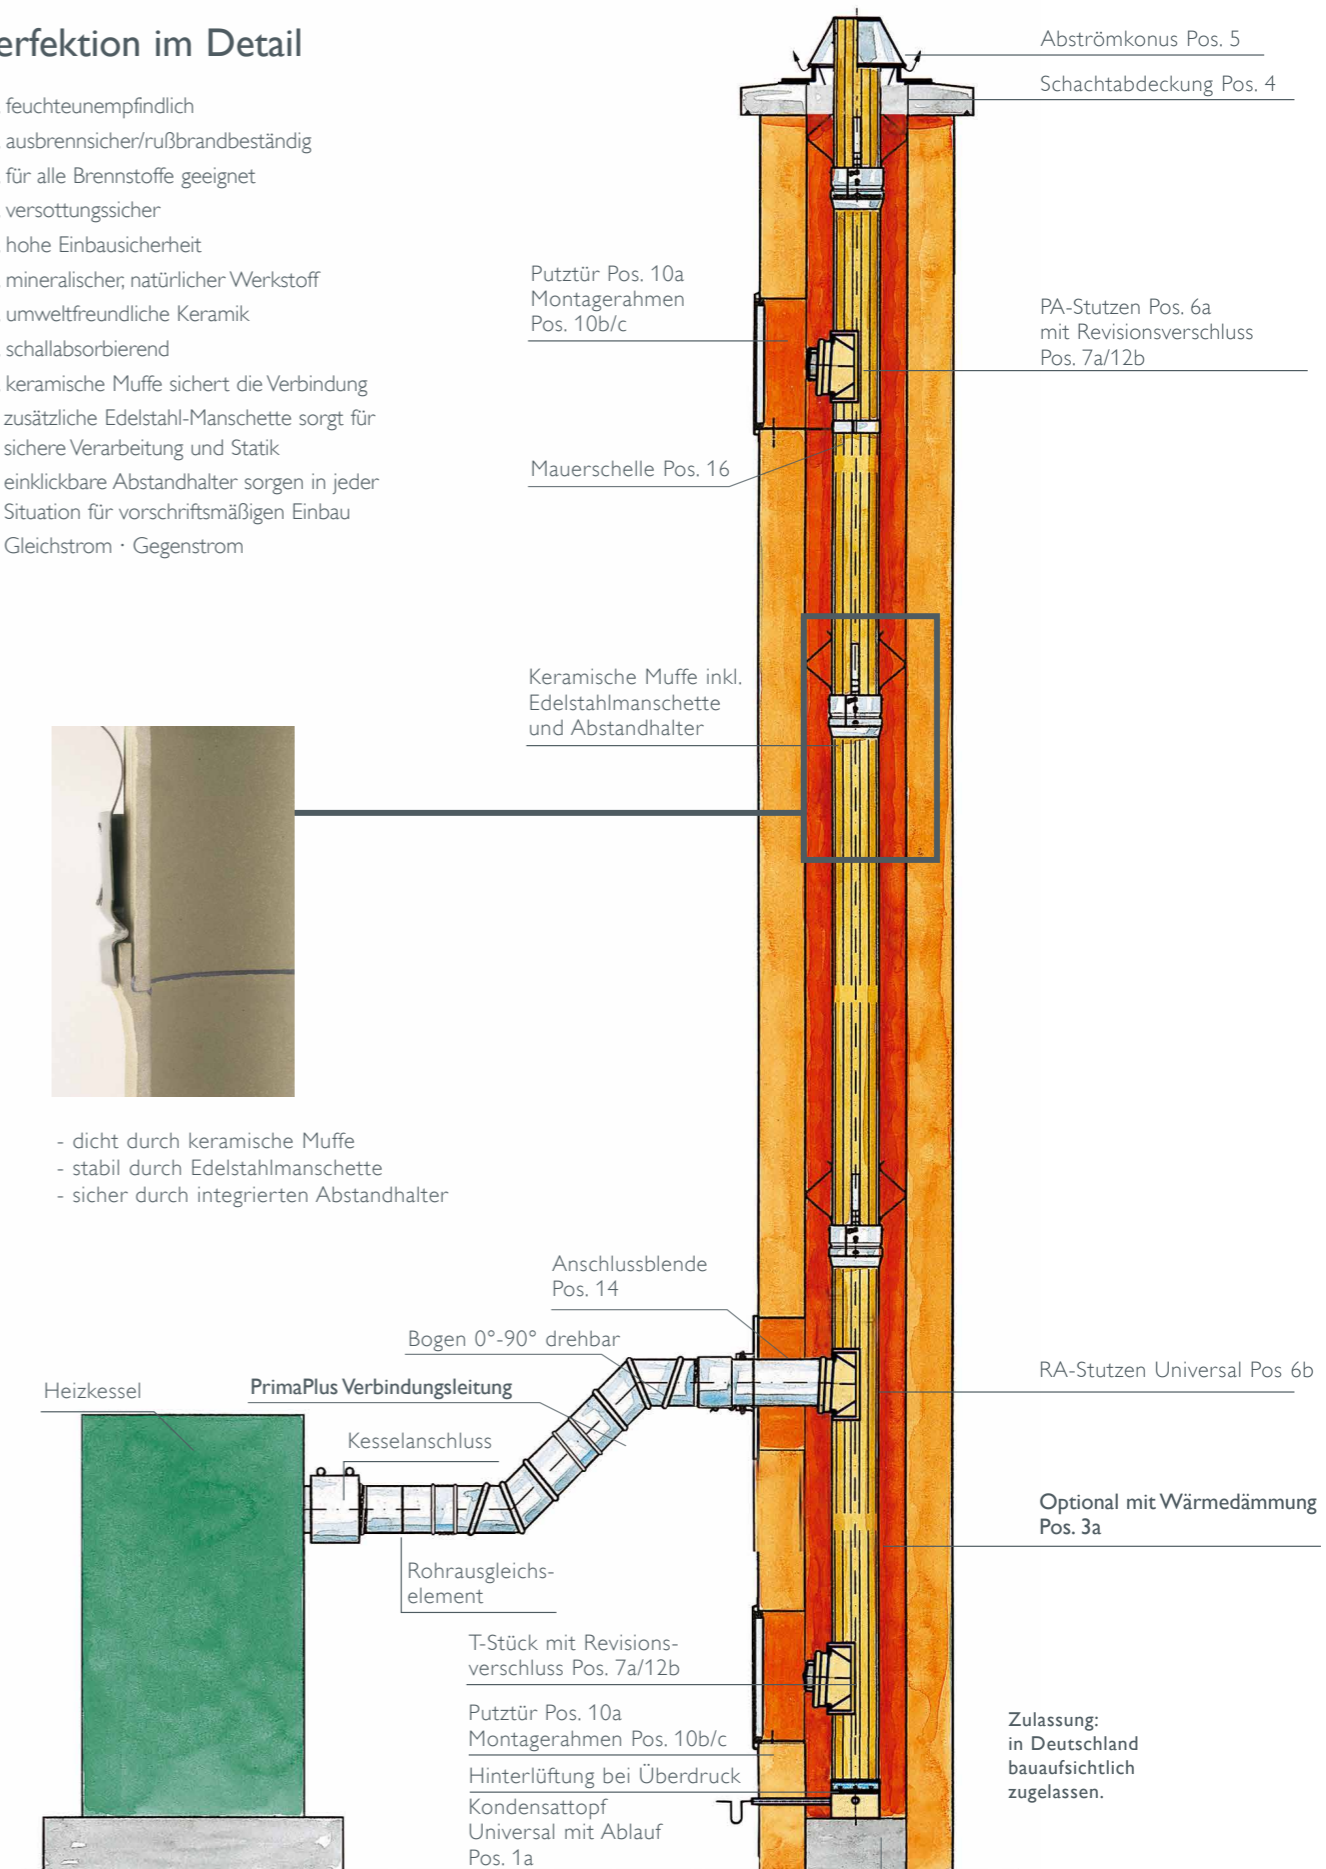 erfektion im Detail
feuchteunempfindlich
ausbrennsicher/rußbrandbeständig
für alle Brennstoffe geeignet
versottungssicher
hohe Einbausicherheit
mineralischer, natürlicher Werkstoff
umweltfreundliche Keramik
schallabsorbierend
keramische Muffe sichert die Verbindung
zusätzliche Edelstahl-Manschette sorgt für
sichere Verarbeitung und Statik
einklickbare Abstandhalter sorgen in jeder
Situation für vorschriftsmäßigen Einbau
Gleichstrom · Gegenstrom
Abströmkonus Pos. 5
Schachtabdeckung Pos. 4
Putztür Pos. 10a
Montagerahmen
Pos. 10b/c
PA-Stutzen Pos. 6a
mit Revisionsverschluss
Pos. 7a/12b
Mauerschelle Pos. 16
Keramische Muffe inkl.
Edelstahlmanschette
und Abstandhalter
- dicht durch keramische Muffe
- stabil durch Edelstahlmanschette
- sicher durch integrierten Abstandhalter
Anschlussblende
Pos. 14
Bogen 0°-90° drehbar
Heizkessel
PrimaPlus Verbindungsleitung
Kesselanschluss
RA-Stutzen Universal Pos 6b
Optional mit Wärmedämmung
Pos. 3a
Rohrausgleichs-
element
T-Stück mit Revisions-
verschluss Pos. 7a/12b
Putztür Pos. 10a
Montagerahmen Pos. 10b/c
Hinterlüftung bei Überdruck
Kondensattopf
Universal mit Ablauf
Pos. 1a
Zulassung:
in Deutschland
bauaufsichtlich
zugelassen.